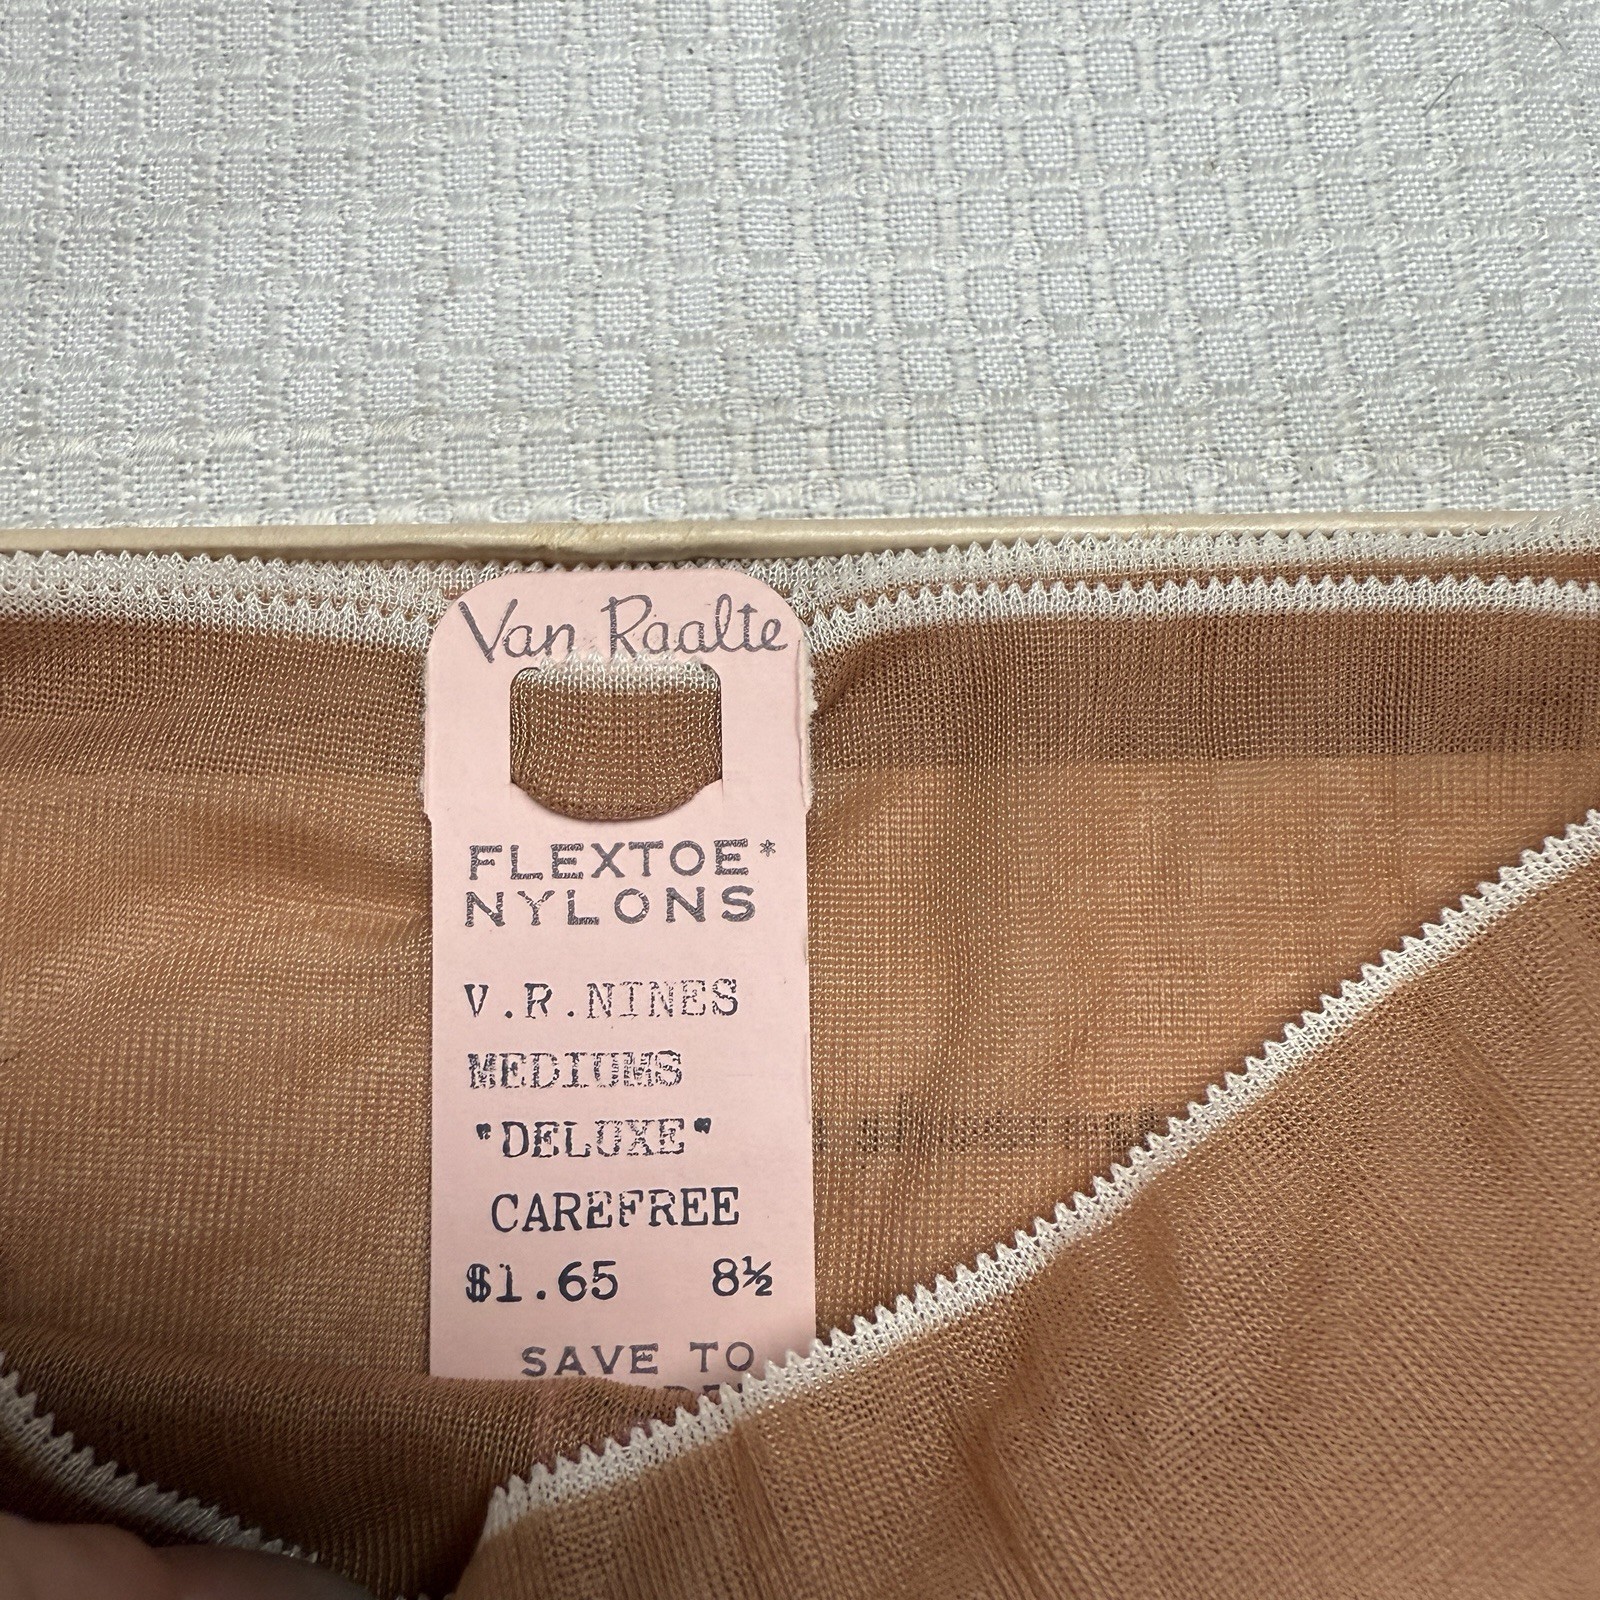 Van Raalte
FLEXTOE*
NYLONS
V.R.NINES
MEDIUMS
"DELUXE"
CAREFREE
$1.65 8½
SAVE TO